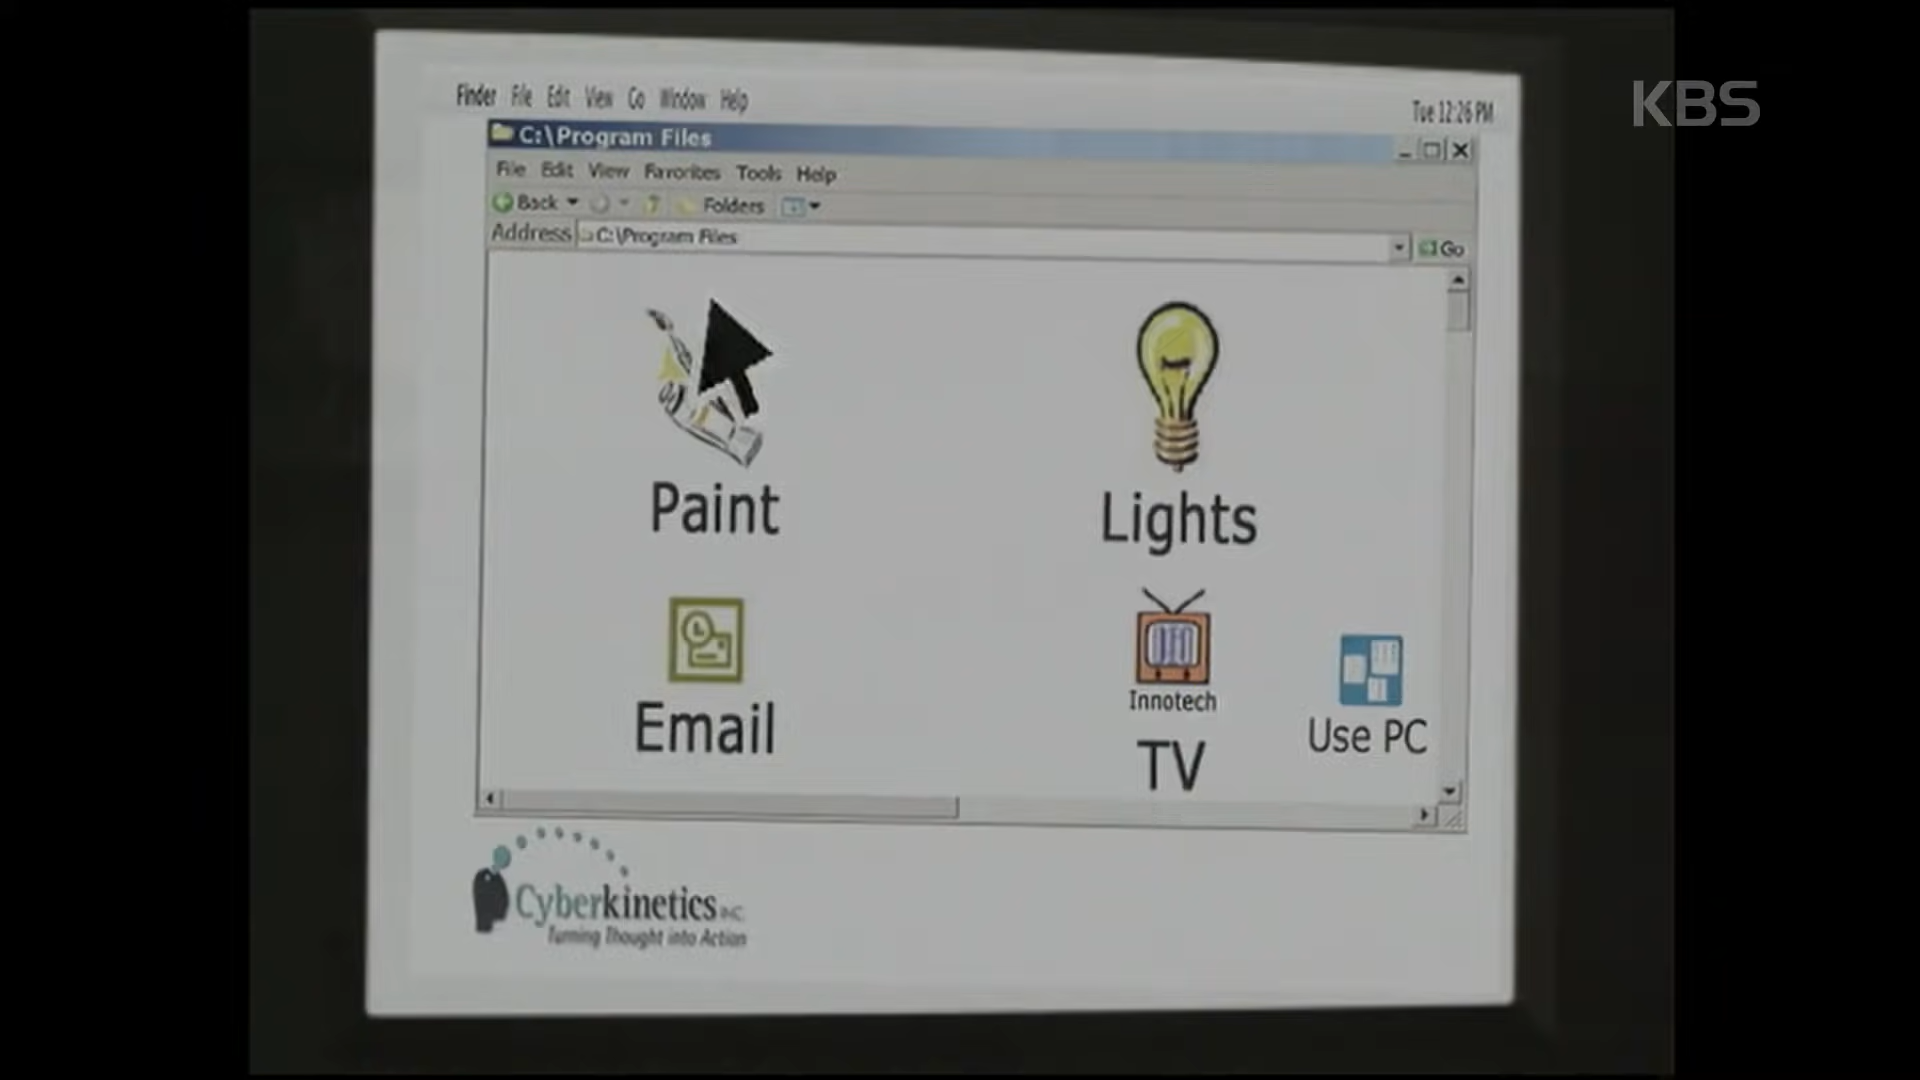 Finder File Edit View Go Window Help
Tue 12:26 PM
KBS
C:\Program Files
File Edit View Favorites Tools Help
Back Folders
Address C:\Program Files Go
Paint
Lights
Email
Innotech
TV
Use PC
Cyberkinetics INC.
Turning Thought into Action